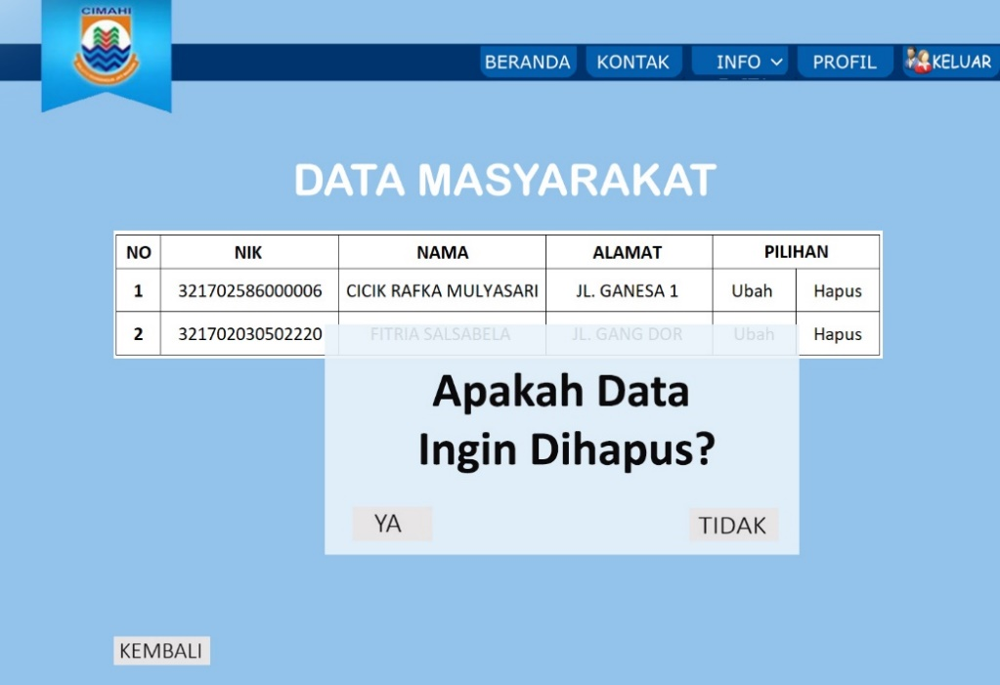 CIMAHI
BERANDA KONTAK INFO PROFIL KELUAR
DATA MASYARAKAT
NO NIK NAMA ALAMAT PILIHAN
1 321702586000006 CICIK RAFKA MULYASARI JL. GANESA 1 Ubah Hapus
2 321702030502220 FITRIA SALSABELA JL. GANG DOR Ubah Hapus
Apakah Data
Ingin Dihapus?
YA TIDAK
KEMBALI